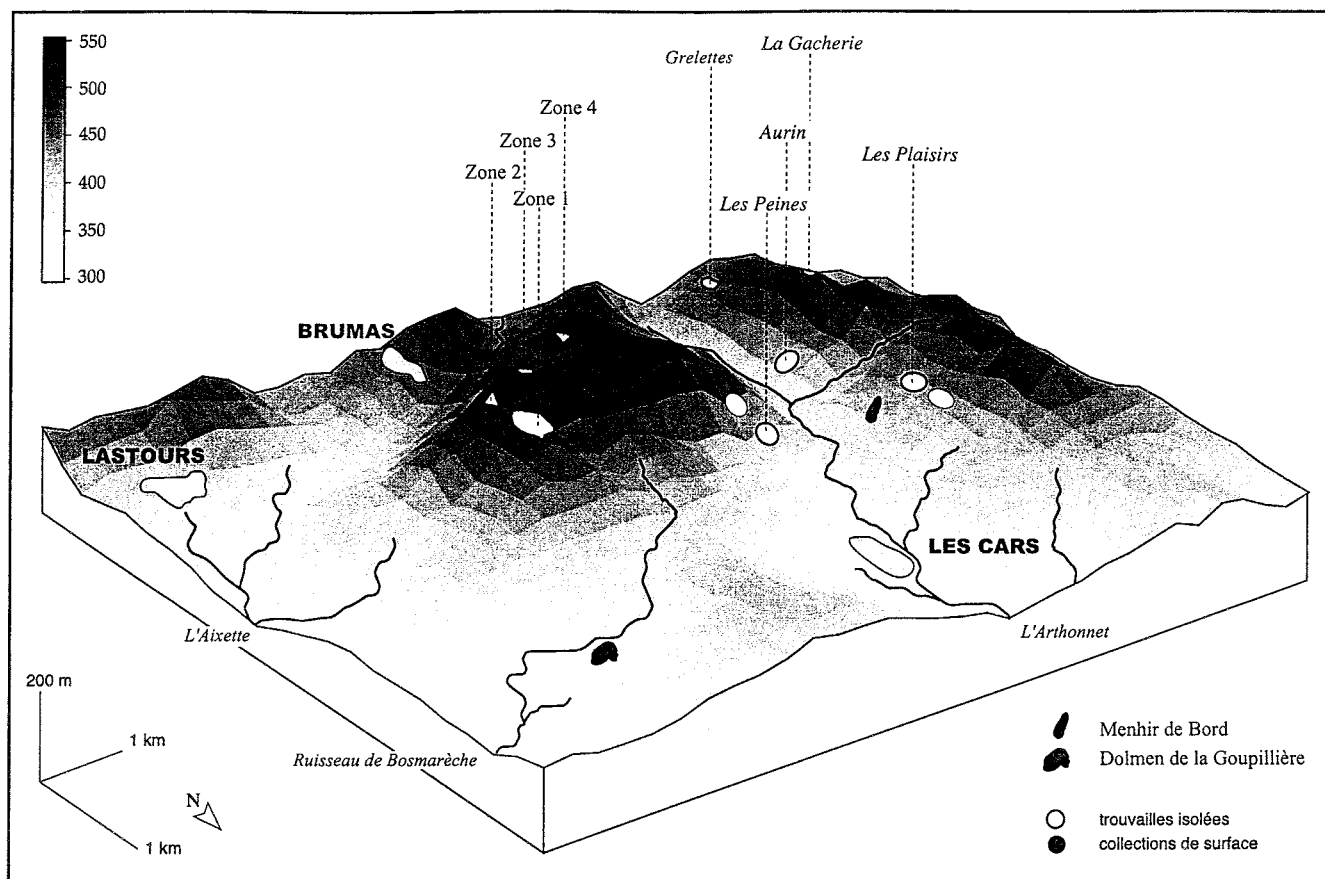 550
500
450
400
350
300
La Gacherie
Grelettes
Zone 4
Zone 3
Aurin
Les Plaisirs
Zone 2
Zone 1
Les Peines
BRUMAS
LASTOURS
LES CARS
L'Aixette
L'Arthonnet
200 m
1 km
Ruisseau de Bosmarèche
N
1 km
Menhir de Bord
Dolmen de la Goupillière
trouvailles isolées
collections de surface